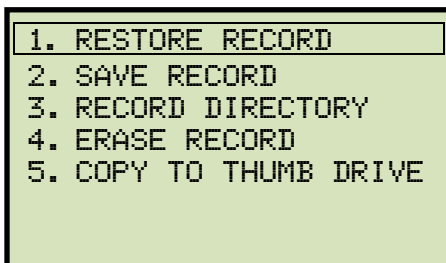 1. RESTORE RECORD
2. SAVE RECORD
3. RECORD DIRECTORY
4. ERASE RECORD
5. COPY TO THUMB DRIVE